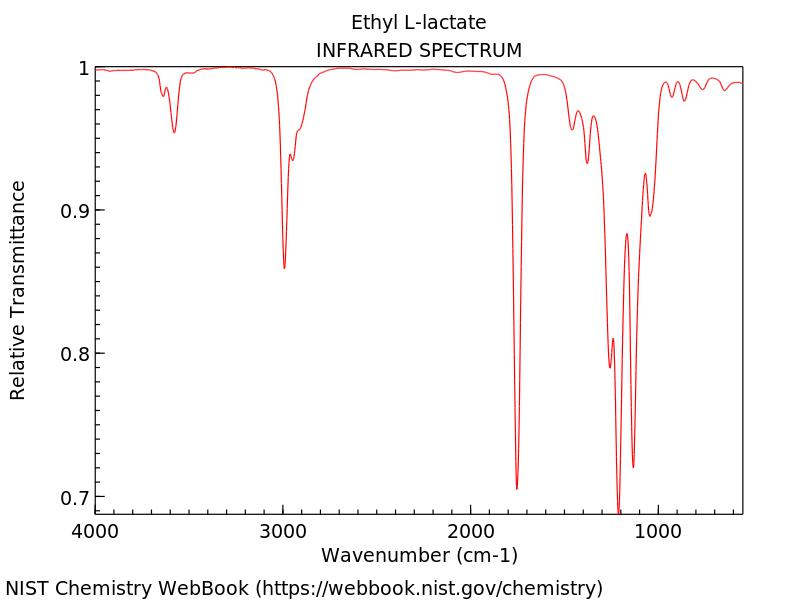 Ethyl L-lactate
INFRARED SPECTRUM
1
0.9
0.8
0.7
Relative Transmittance
4000 3000 2000 1000
Wavenumber (cm-1)
NIST Chemistry WebBook (https://webbook.nist.gov/chemistry)